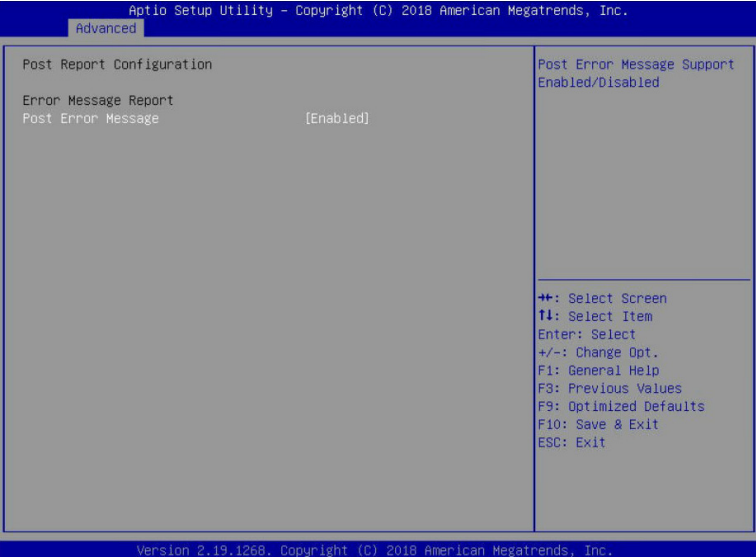 Aptio Setup Utility – Copyright (C) 2018 American Megatrends, Inc.
Advanced
Post Report Configuration
Error Message Report
Post Error Message [Enabled]
Post Error Message Support
Enabled/Disabled
→←: Select Screen
↑↓: Select Item
Enter: Select
+/-: Change Opt.
F1: General Help
F3: Previous Values
F9: Optimized Defaults
F10: Save & Exit
ESC: Exit
Version 2.19.1268. Copyright (C) 2018 American Megatrends, Inc.